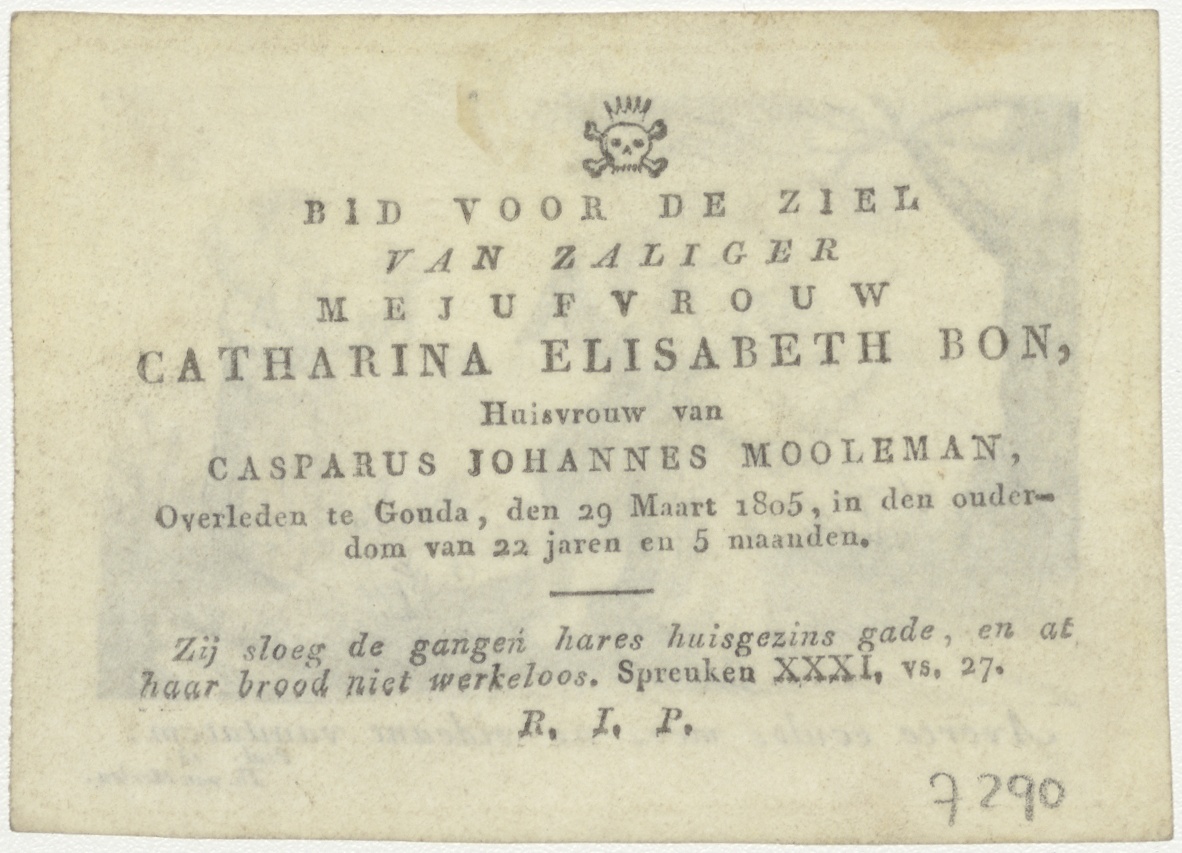 BID VOOR DE ZIEL
VAN ZALIGER
MEJUFVROUW
CATHARINA ELISABETH BON,
Huisvrouw van
CASPARUS JOHANNES MOOLEMAN,
Overleden te Gouda, den 29 Maart 1805, in den ouder-
dom van 22 jaren en 5 maanden.
Zij sloeg de gangen hares huisgezins gade, en at
haar brood niet werkeloos. Spreuken XXXI, vs. 27.
R. I. P.
7290